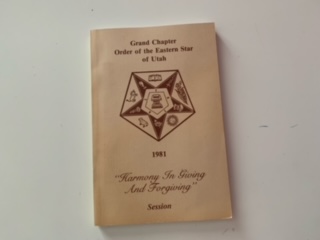 Grand Chapter
Order of the Eastern Star
of Utah
1981
"Harmony In Giving
And Forgiving"
Session